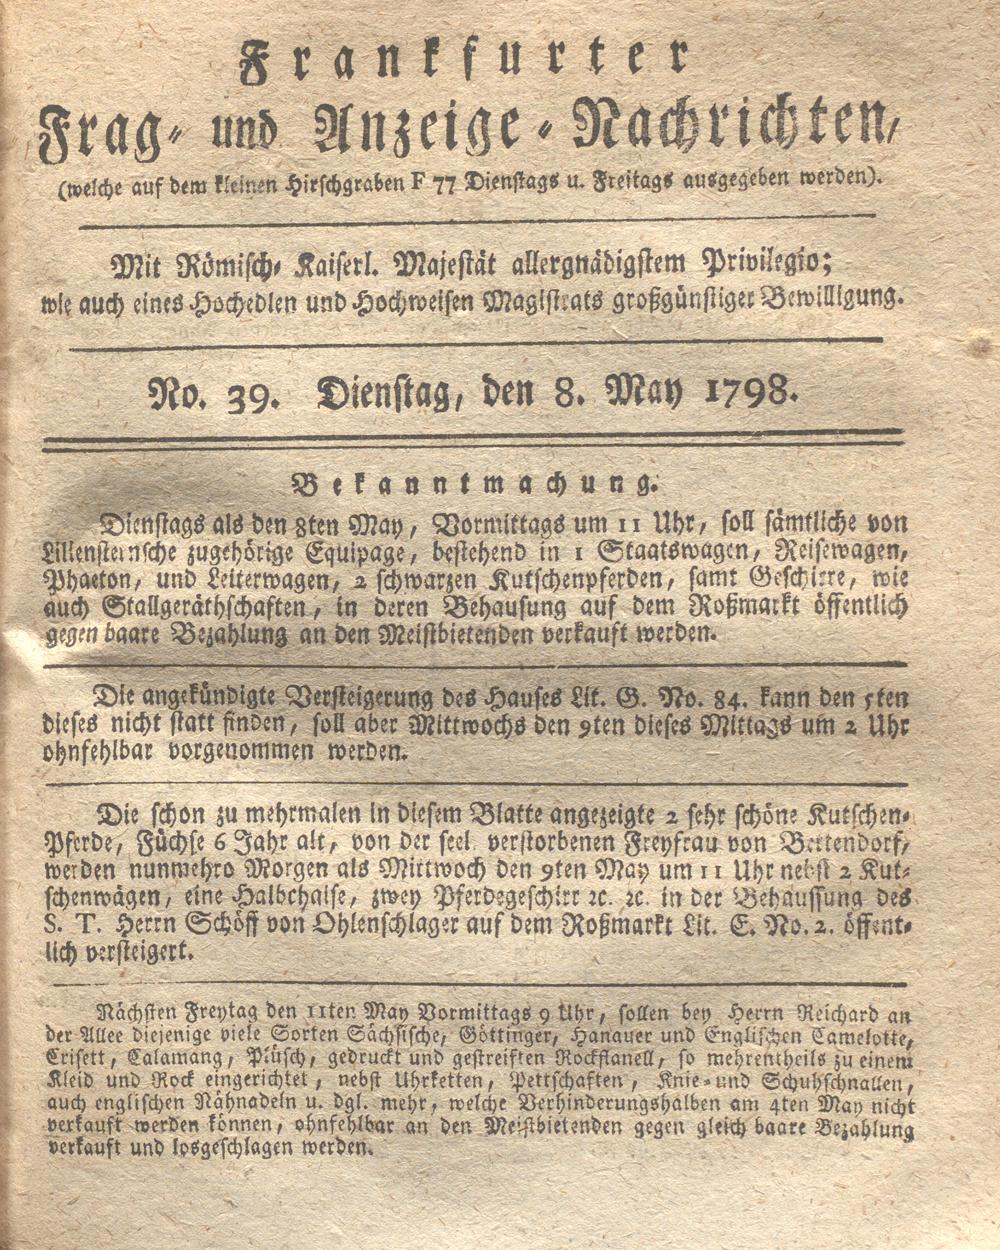 Frankfurter
Frag- und Anzeige-Nachrichten,
(welche auf dem kleinen Hirschgraben F 77 Dienstags u. Freitags ausgegeben werden).
Mit Römisch- Kaiserl. Majestät allergnädigstem Privilegio;
wie auch eines Hochedlen und Hochweisen Magistrats großgünstiger Bewilligung.
No. 39. Dienstag, den 8. May 1798.
Bekanntmachung.
Dienstags als den 8ten May, Vormittags um 11 Uhr, soll sämtliche von
Liliensternsche zugehörige Equipage, bestehend in 1 Staatswagen, Reisewagen,
Phaeton, und Leiterwagen, 2 schwarzen Kutschenpferden, samt Geschirre, wie
auch Stallgeräthschaften, in deren Behausung auf dem Roßmarkt öffentlich
gegen baare Bezahlung an den Meistbietenden verkauft werden.
Die angekündigte Versteigerung des Hauses Lit. G. No. 84. kann den 5ten
dieses nicht statt finden, soll aber Mittwochs den 9ten dieses Mittags um 2 Uhr
ohnfehlbar vorgenommen werden.
Die schon zu mehrmalen in diesem Blatte angezeigte 2 sehr schöne Kutschen-
Pferde, Füchse 6 Jahr alt, von der seel. verstorbenen Freyfrau von Bettendorf,
werden nunmehro Morgen als Mittwoch den 9ten May um 11 Uhr nebst 2 Kut-
schenwägen, eine Halbchaise, zwey Pferdegeschirr ꝛc. ꝛc. in der Behaussung des
S. T. Herrn Schöff von Ohlenschlager auf dem Roßmarkt Lit. E. No. 2. öffent-
lich versteigert.
Nächsten Freytag den 11ten May Vormittags 9 Uhr, sollen bey Herrn Reichard an
der Allee diejenige viele Sorten Sächsische, Göttinger, Hanauer und Englischen Camelotte,
Crisett, Calamang, Plüsch, gedruckt und gestreiften Rockflanell, so mehrentheils zu einem
Kleid und Rock eingerichtet, nebst Uhrketten, Pettschaften, Knie- und Schuhschnallen,
auch englischen Nähnadeln u. dgl. mehr, welche Verhinderungshalben am 4ten May nicht
verkauft werden können, ohnfehlbar an den Meistbietenden gegen gleich baare Bezahlung
verkauft und losgeschlagen werden.